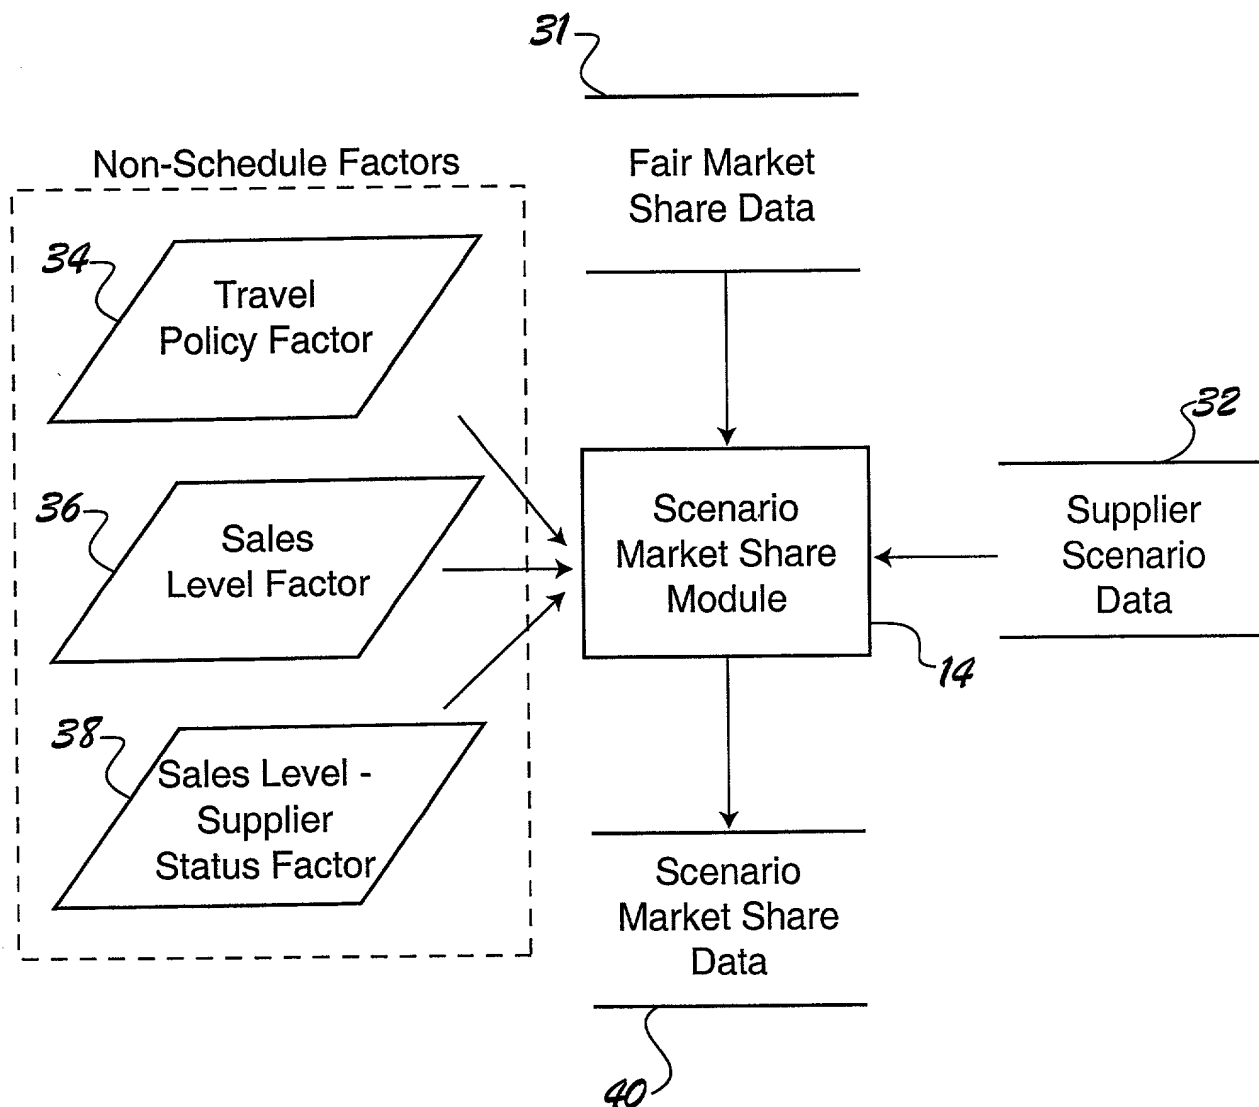 31
Fair Market
Share Data
Non-Schedule Factors
34
Travel
Policy Factor
32
36
Sales
Level Factor
Scenario
Market Share
Module
Supplier
Scenario
Data
14
38
Sales Level -
Supplier
Status Factor
Scenario
Market Share
Data
40